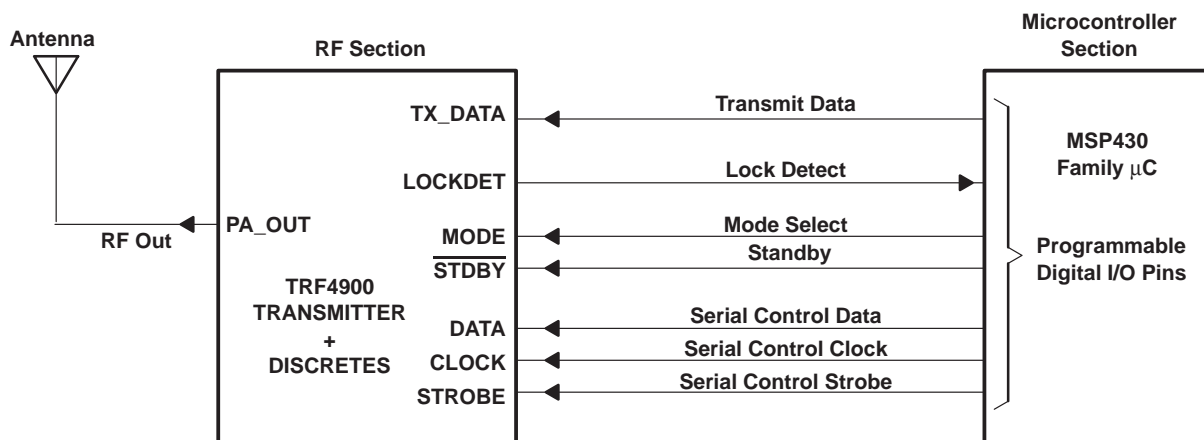 Antenna
RF Section
Microcontroller
Section
TX_DATA
Transmit Data
MSP430
Family μC
LOCKDET
Lock Detect
PA_OUT
RF Out
MODE
Mode Select
STDBY
Standby
Programmable
Digital I/O Pins
TRF4900
TRANSMITTER
+
DISCRETES
DATA
Serial Control Data
CLOCK
Serial Control Clock
STROBE
Serial Control Strobe